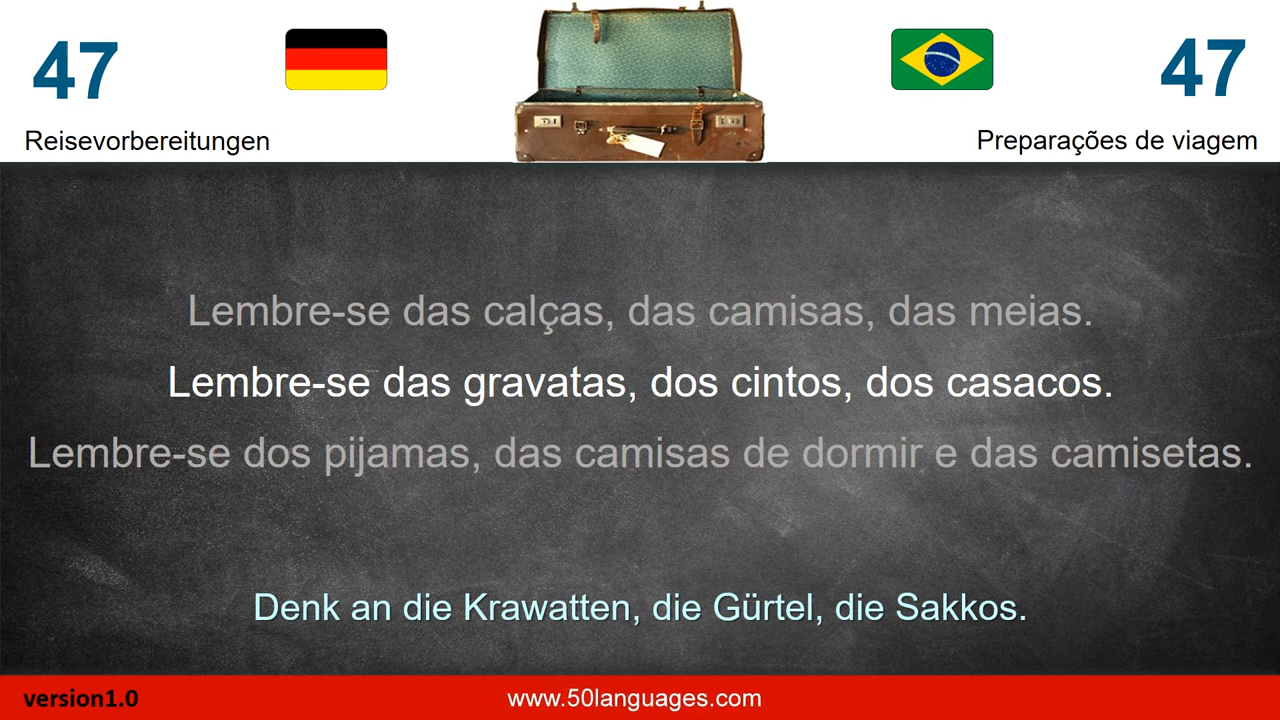 47
47
Reisevorbereitungen
Preparações de viagem
Lembre-se das calças, das camisas, das meias.
Lembre-se das gravatas, dos cintos, dos casacos.
Lembre-se dos pijamas, das camisas de dormir e das camisetas.
Denk an die Krawatten, die Gürtel, die Sakkos.
version1.0
www.50languages.com